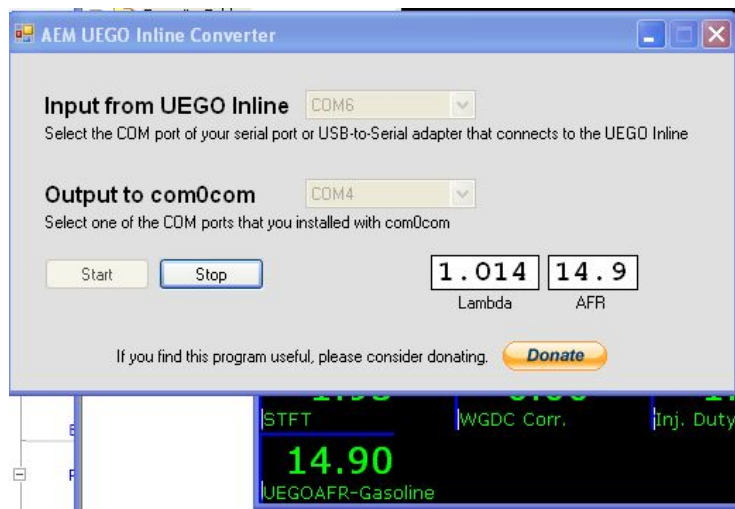 AEM UEGO Inline Converter
Input from UEGO Inline
COM6
Select the COM port of your serial port or USB-to-Serial adapter that connects to the UEGO Inline
Output to com0com
COM4
Select one of the COM ports that you installed with com0com
Start
Stop
1.014
14.9
Lambda
AFR
If you find this program useful, please consider donating.
Donate
STFT
WGDC Corr.
Inj. Duty
14.90
UEGOAFR-Gasoline